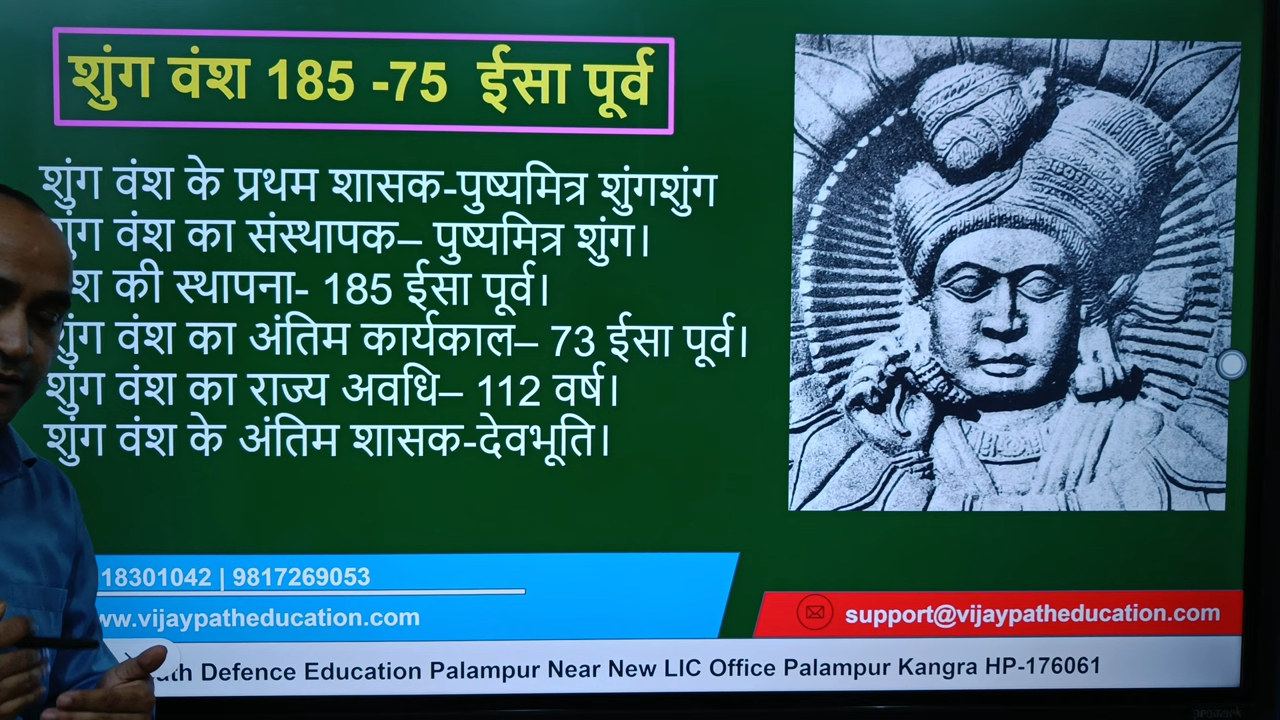 शुंग वंश 185 -75 ईसा पूर्व
शुंग वंश के प्रथम शासक-पुष्यमित्र शुंगशुंग
शुंग वंश का संस्थापक– पुष्यमित्र शुंग।
की स्थापना- 185 ईसा पूर्व।
शुंग वंश का अंतिम कार्यकाल– 73 ईसा पूर्व।
शुंग वंश का राज्य अवधि– 112 वर्ष।
शुंग वंश के अंतिम शासक-देवभूति।
18301042 | 9817269053
www.vijaypatheducation.com
support@vijaypatheducation.com
Defence Education Palampur Near New LIC Office Palampur Kangra HP-176061